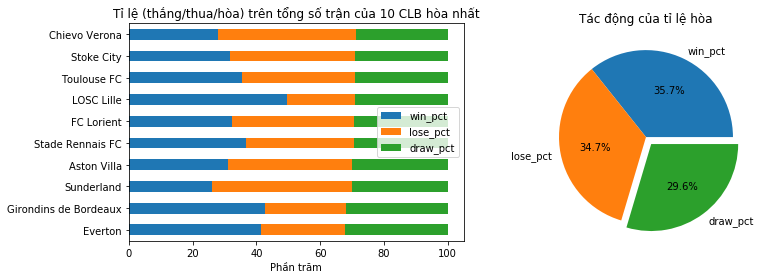 Tỉ lệ (thắng/thua/hòa) trên tổng số trận của 10 CLB hòa nhất
Chievo Verona
Stoke City
Toulouse FC
LOSC Lille
FC Lorient
Stade Rennais FC
Aston Villa
Sunderland
Girondins de Bordeaux
Everton
0 20 40 60 80 100
Phần trăm
win_pct
lose_pct
draw_pct
Tác động của tỉ lệ hòa
win_pct
35.7%
lose_pct
34.7%
29.6%
draw_pct